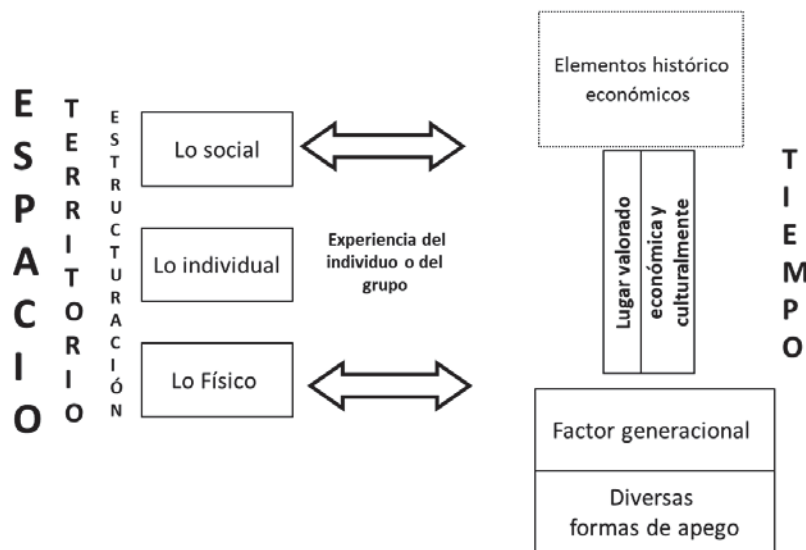 ESPACIO
TERRITORIO
ESTRUCTURACIÓN
Lo social
Lo individual
Lo Físico
Experiencia del
individuo o del
grupo
Elementos histórico
económicos
Lugar valorado
económica y
culturalmente
Factor generacional
Diversas
formas de apego
TIEMPO